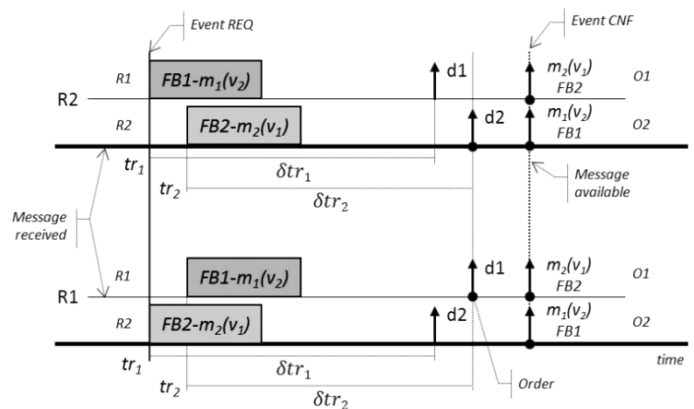 Event REQ
Event CNF
R1 FB1-m₁(v₂) d1 m₂(v₁) O1
FB2
R2
R2 FB2-m₂(v₁) d2 m₁(v₂) O2
FB1
tr₁ δtr₁
tr₂ δtr₂
Message received
Message available
R1 FB1-m₁(v₂) d1 m₂(v₁) O1
FB2
R1
R2 FB2-m₂(v₁) d2 m₁(v₂) O2
FB1
time
tr₁ δtr₁
tr₂ δtr₂
Order